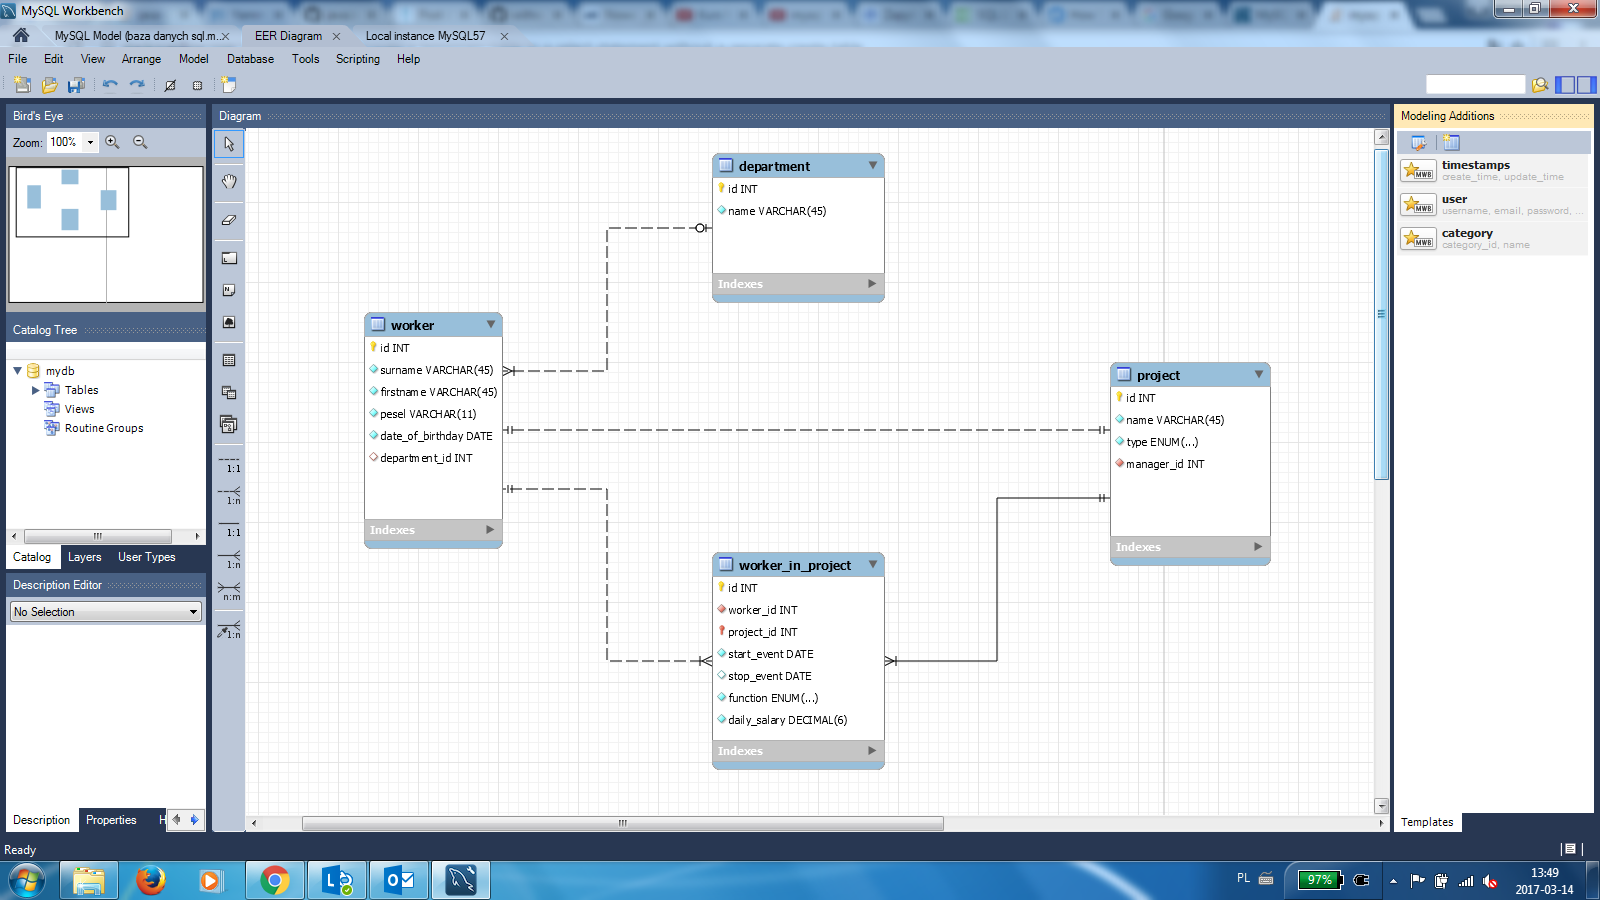 MySQL Workbench
MySQL Model (baza danych sql.m...
EER Diagram
Local instance MySQL57
File Edit View Arrange Model Database Tools Scripting Help
Bird's Eye
Zoom: 100%
Diagram
Modeling Additions
timestamps
create_time, update_time
user
username, email, password, ...
category
category_id, name
MWB
MWB
MWB
Catalog Tree
mydb
Tables
Views
Routine Groups
Catalog Layers User Types
Description Editor
No Selection
Description Properties H
1:1
1:n
1:1
1:n
n:m
1:n
department
id INT
name VARCHAR(45)
Indexes
worker
id INT
surname VARCHAR(45)
firstname VARCHAR(45)
pesel VARCHAR(11)
date_of_birthday DATE
department_id INT
Indexes
project
id INT
name VARCHAR(45)
type ENUM(...)
manager_id INT
Indexes
worker_in_project
id INT
worker_id INT
project_id INT
start_event DATE
stop_event DATE
function ENUM(...)
daily_salary DECIMAL(6)
Indexes
Templates
Ready
PL
97%
13:49
2017-03-14